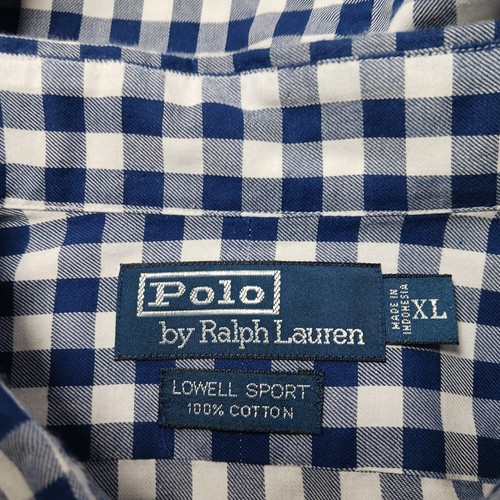 Polo
by Ralph Lauren
MADE IN
INDONESIA
XL
LOWELL SPORT
100% COTTON